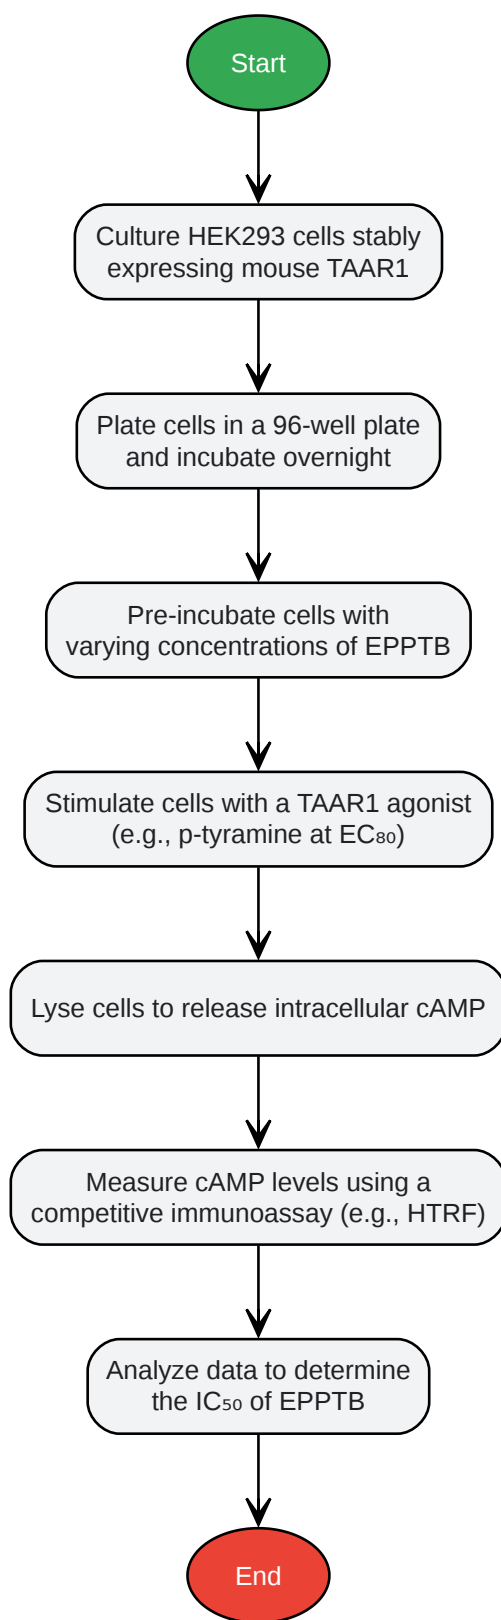 Start
Culture HEK293 cells stably
expressing mouse TAAR1
Plate cells in a 96-well plate
and incubate overnight
Pre-incubate cells with
varying concentrations of EPPTB
Stimulate cells with a TAAR1 agonist
(e.g., p-tyramine at EC₈₀)
Lyse cells to release intracellular cAMP
Measure cAMP levels using a
competitive immunoassay (e.g., HTRF)
Analyze data to determine
the IC₅₀ of EPPTB
End